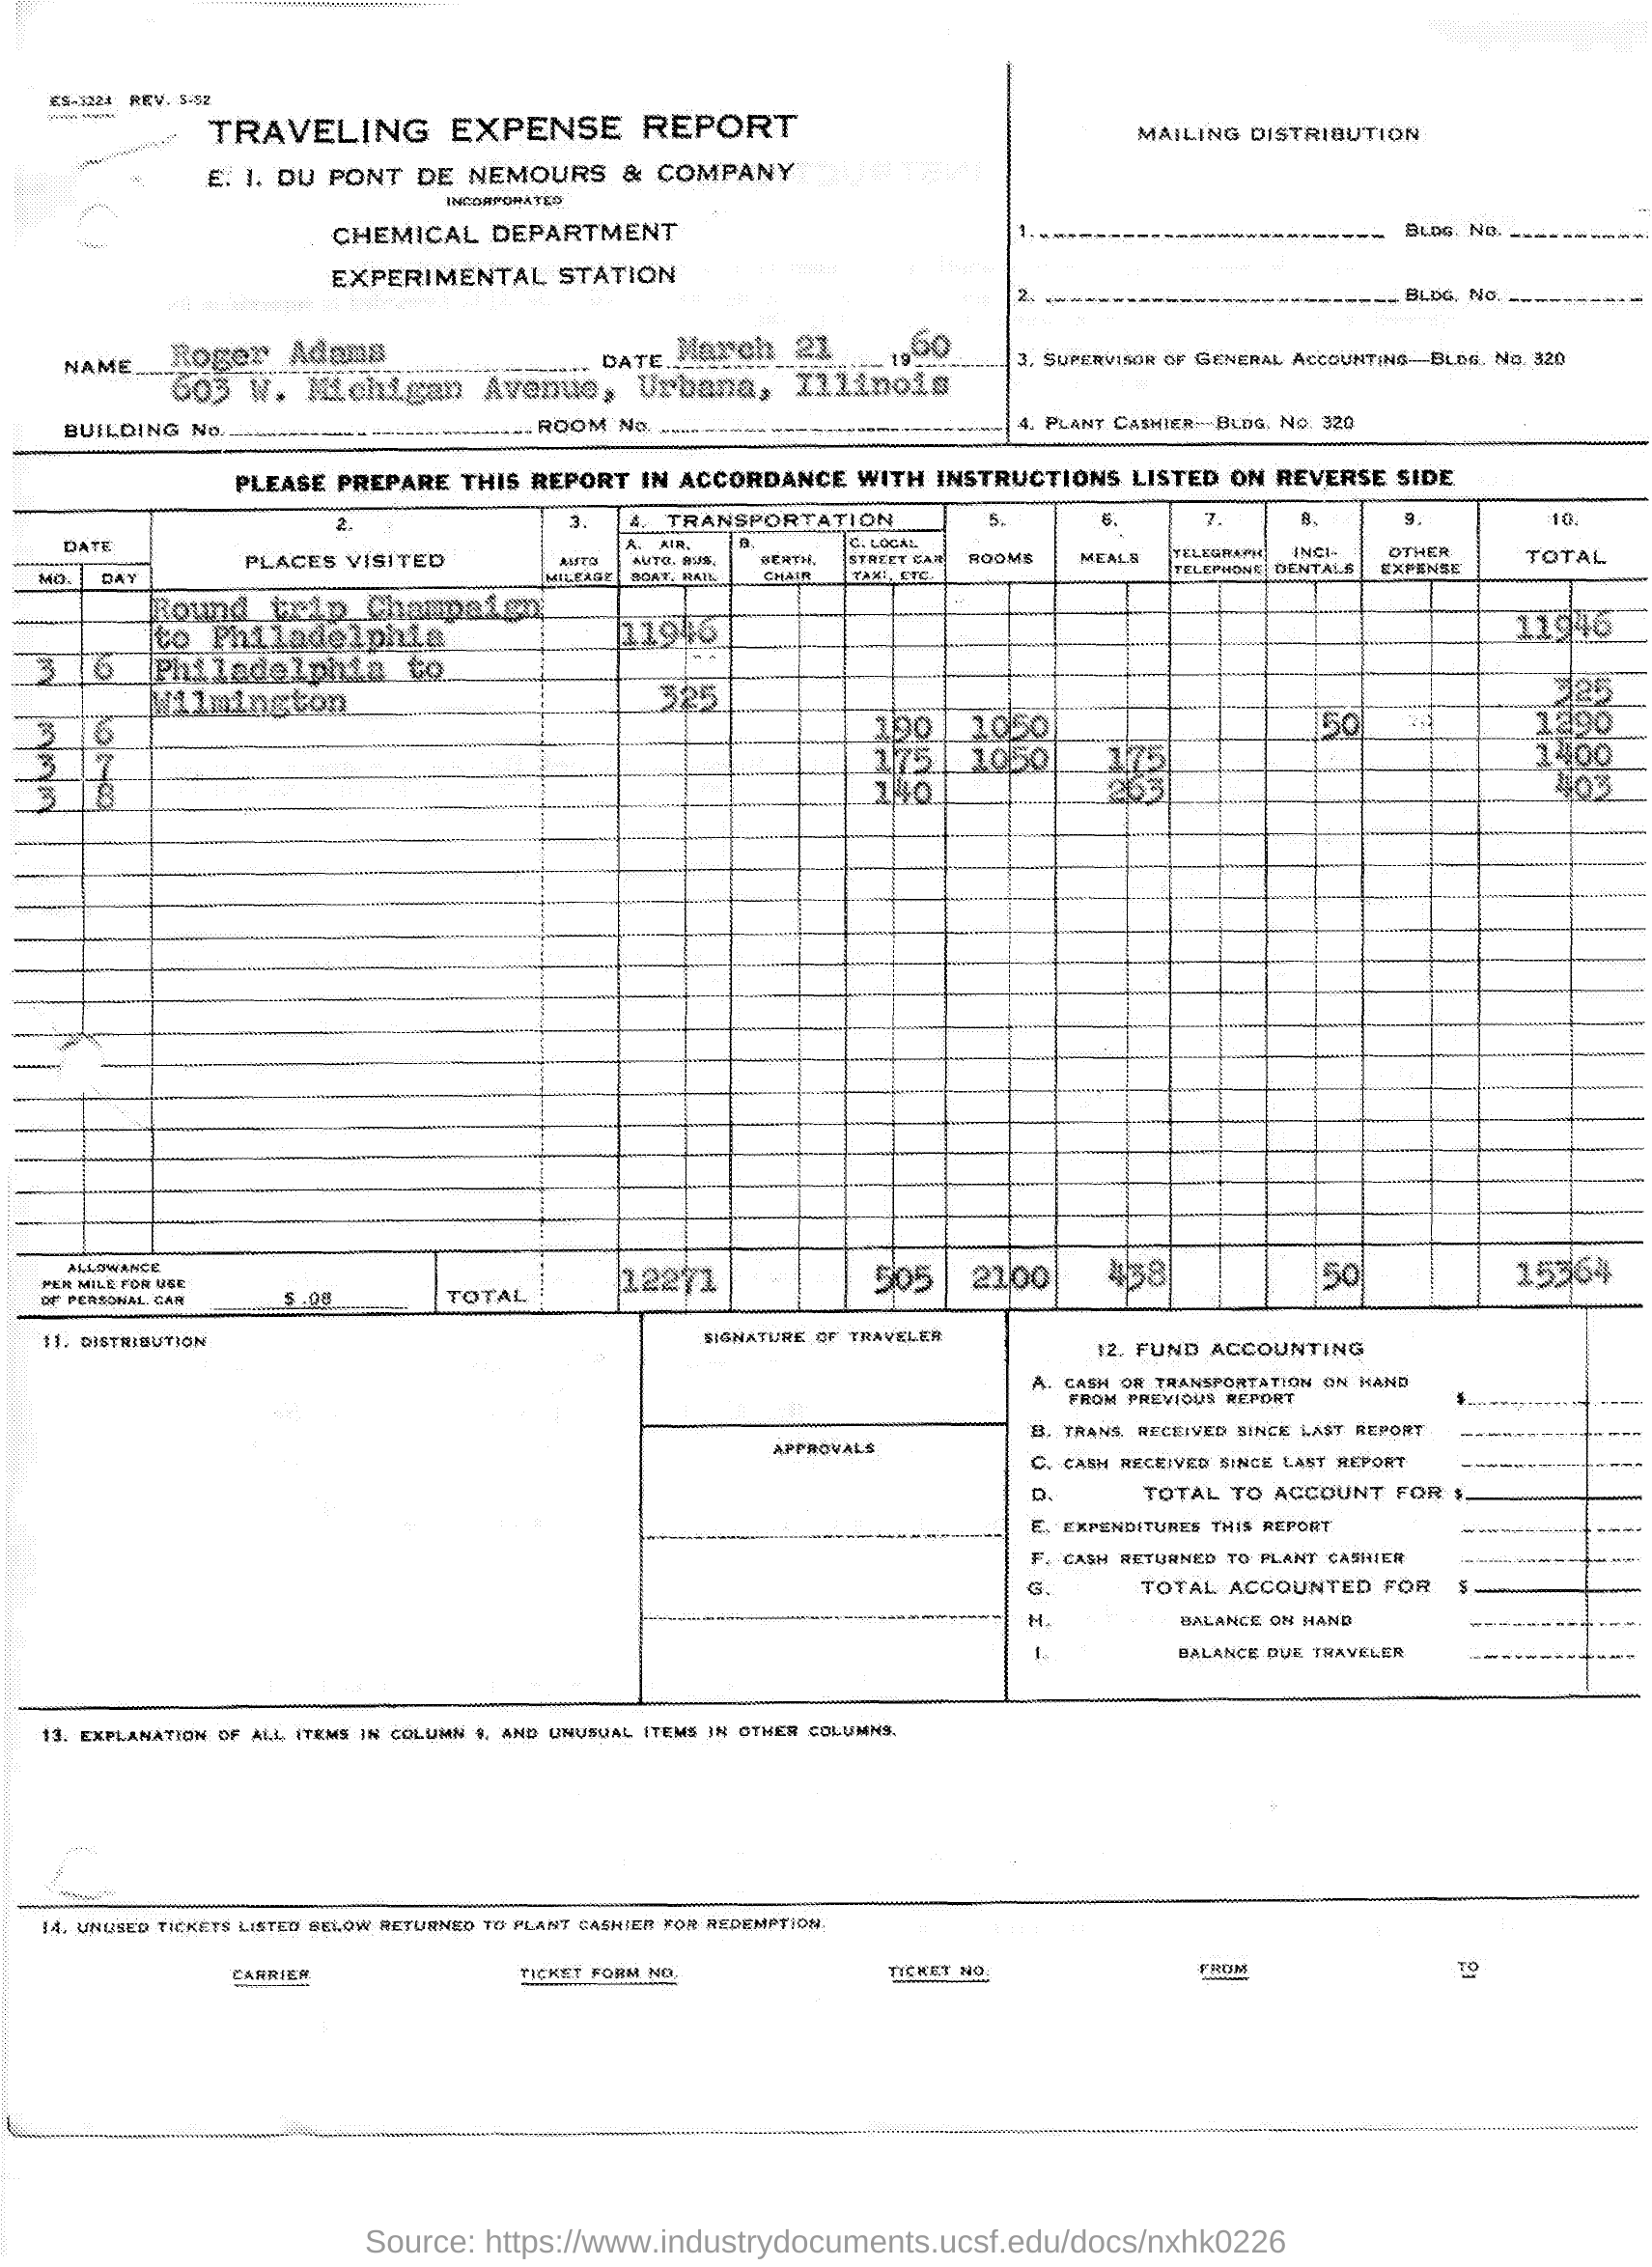 ES-3224 REV. 5-52
TRAVELING EXPENSE REPORT
E. I. DU PONT DE NEMOURS & COMPANY
INCORPORATED
CHEMICAL DEPARTMENT
EXPERIMENTAL STATION
NAME Roger Adams DATE March 21 1960
603 W. Michigan Avenue, Urbana, Illinois
BUILDING No. ROOM No.
MAILING DISTRIBUTION
1. BLDG. NO.
2. BLDG. NO.
3. SUPERVISOR OF GENERAL ACCOUNTING—BLDG. NO. 320
4. PLANT CASHIER—BLDG. NO. 320
PLEASE PREPARE THIS REPORT IN ACCORDANCE WITH INSTRUCTIONS LISTED ON REVERSE SIDE
DATE
MO. DAY
2.
PLACES VISITED
3.
AUTO
MILEAGE
4. TRANSPORTATION
A. AIR,
AUTO, BUS,
BOAT, RAIL
B.
BERTH,
CHAIR
C. LOCAL
STREET CAR
TAXI, ETC.
5.
ROOMS
6.
MEALS
7.
TELEGRAPH
TELEPHONE
8.
INCI-
DENTALS
9.
OTHER
EXPENSE
10.
TOTAL
Round trip Champaign
to Philadelphia 11946 11946
3 6 Philadelphia to
Wilmington 325 325
3 6 190 1050 50 1290
3 7 175 1050 175 1400
3 8 140 263 403
ALLOWANCE
PER MILE FOR USE
OF PERSONAL CAR $ .08
TOTAL 12271 505 2100 438 50 15364
11. DISTRIBUTION
SIGNATURE OF TRAVELER
APPROVALS
12. FUND ACCOUNTING
A. CASH OR TRANSPORTATION ON HAND
FROM PREVIOUS REPORT $
B. TRANS. RECEIVED SINCE LAST REPORT
C. CASH RECEIVED SINCE LAST REPORT
D. TOTAL TO ACCOUNT FOR $
E. EXPENDITURES THIS REPORT
F. CASH RETURNED TO PLANT CASHIER
G. TOTAL ACCOUNTED FOR $
H. BALANCE ON HAND
I. BALANCE DUE TRAVELER
13. EXPLANATION OF ALL ITEMS IN COLUMN 9, AND UNUSUAL ITEMS IN OTHER COLUMNS.
14. UNUSED TICKETS LISTED BELOW RETURNED TO PLANT CASHIER FOR REDEMPTION.
CARRIER TICKET FORM NO. TICKET NO. FROM TO
Source: https://www.industrydocuments.ucsf.edu/docs/nxhk0226